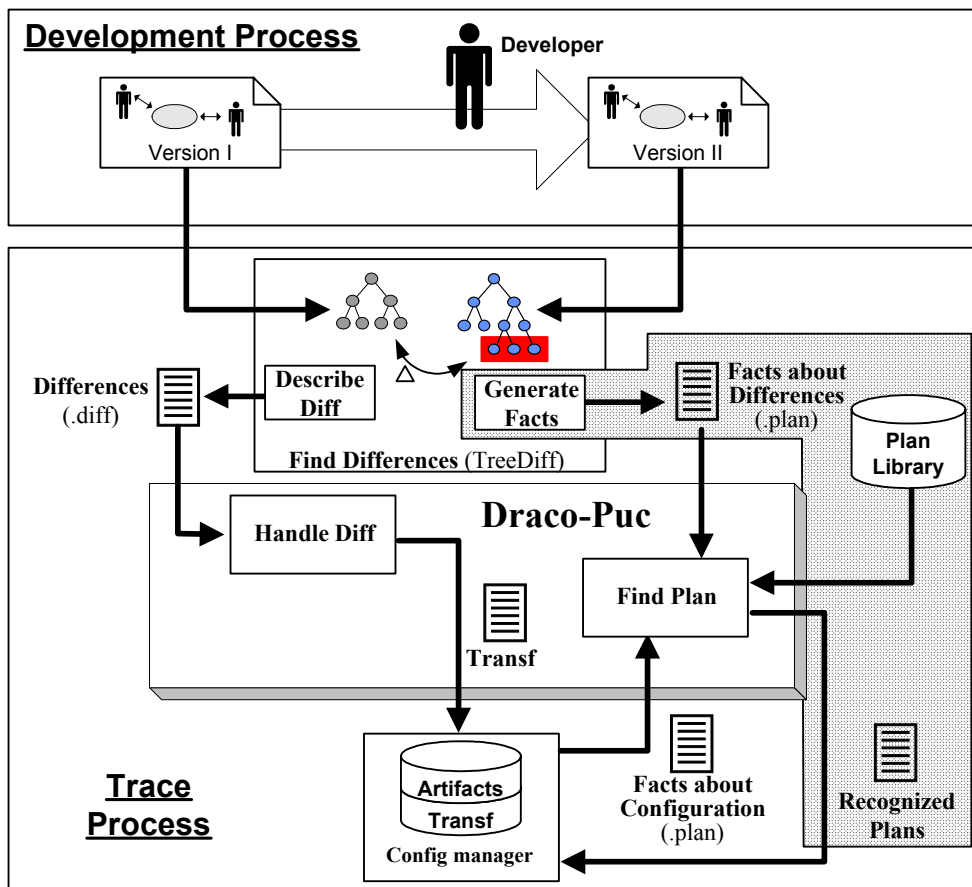 Development Process
Developer
Version I
Version II
Differences
(.diff)
Describe
Diff
Δ
Generate
Facts
Facts about
Differences
(.plan)
Plan
Library
Find Differences (TreeDiff)
Draco-Puc
Handle Diff
Find Plan
Transf
Artifacts
Transf
Config manager
Facts about
Configuration
(.plan)
Recognized
Plans
Trace
Process